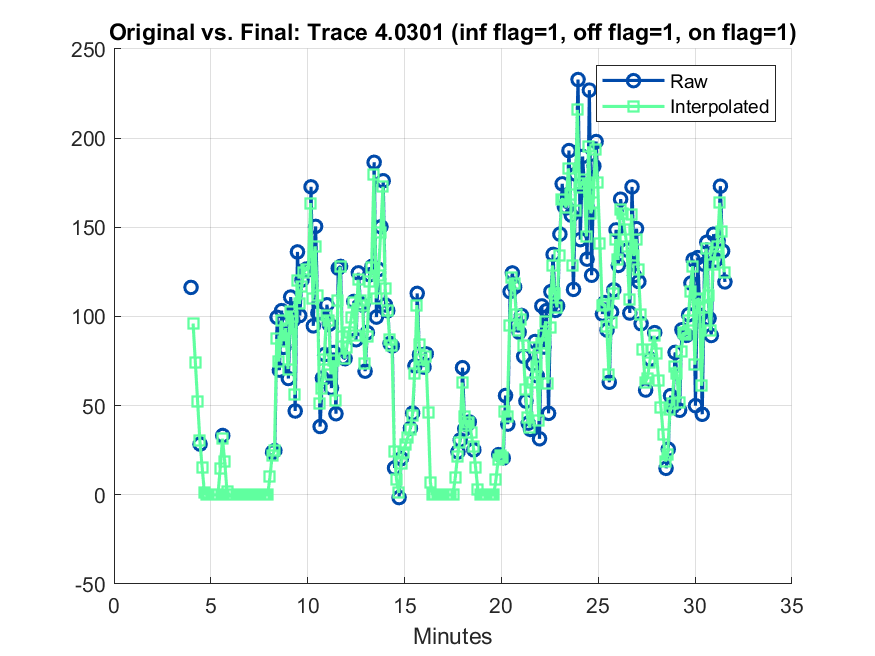 Original vs. Final: Trace 4.0301 (inf flag=1, off flag=1, on flag=1)
250
200
150
100
50
0
-50
0 5 10 15 20 25 30 35
Minutes
Raw
Interpolated